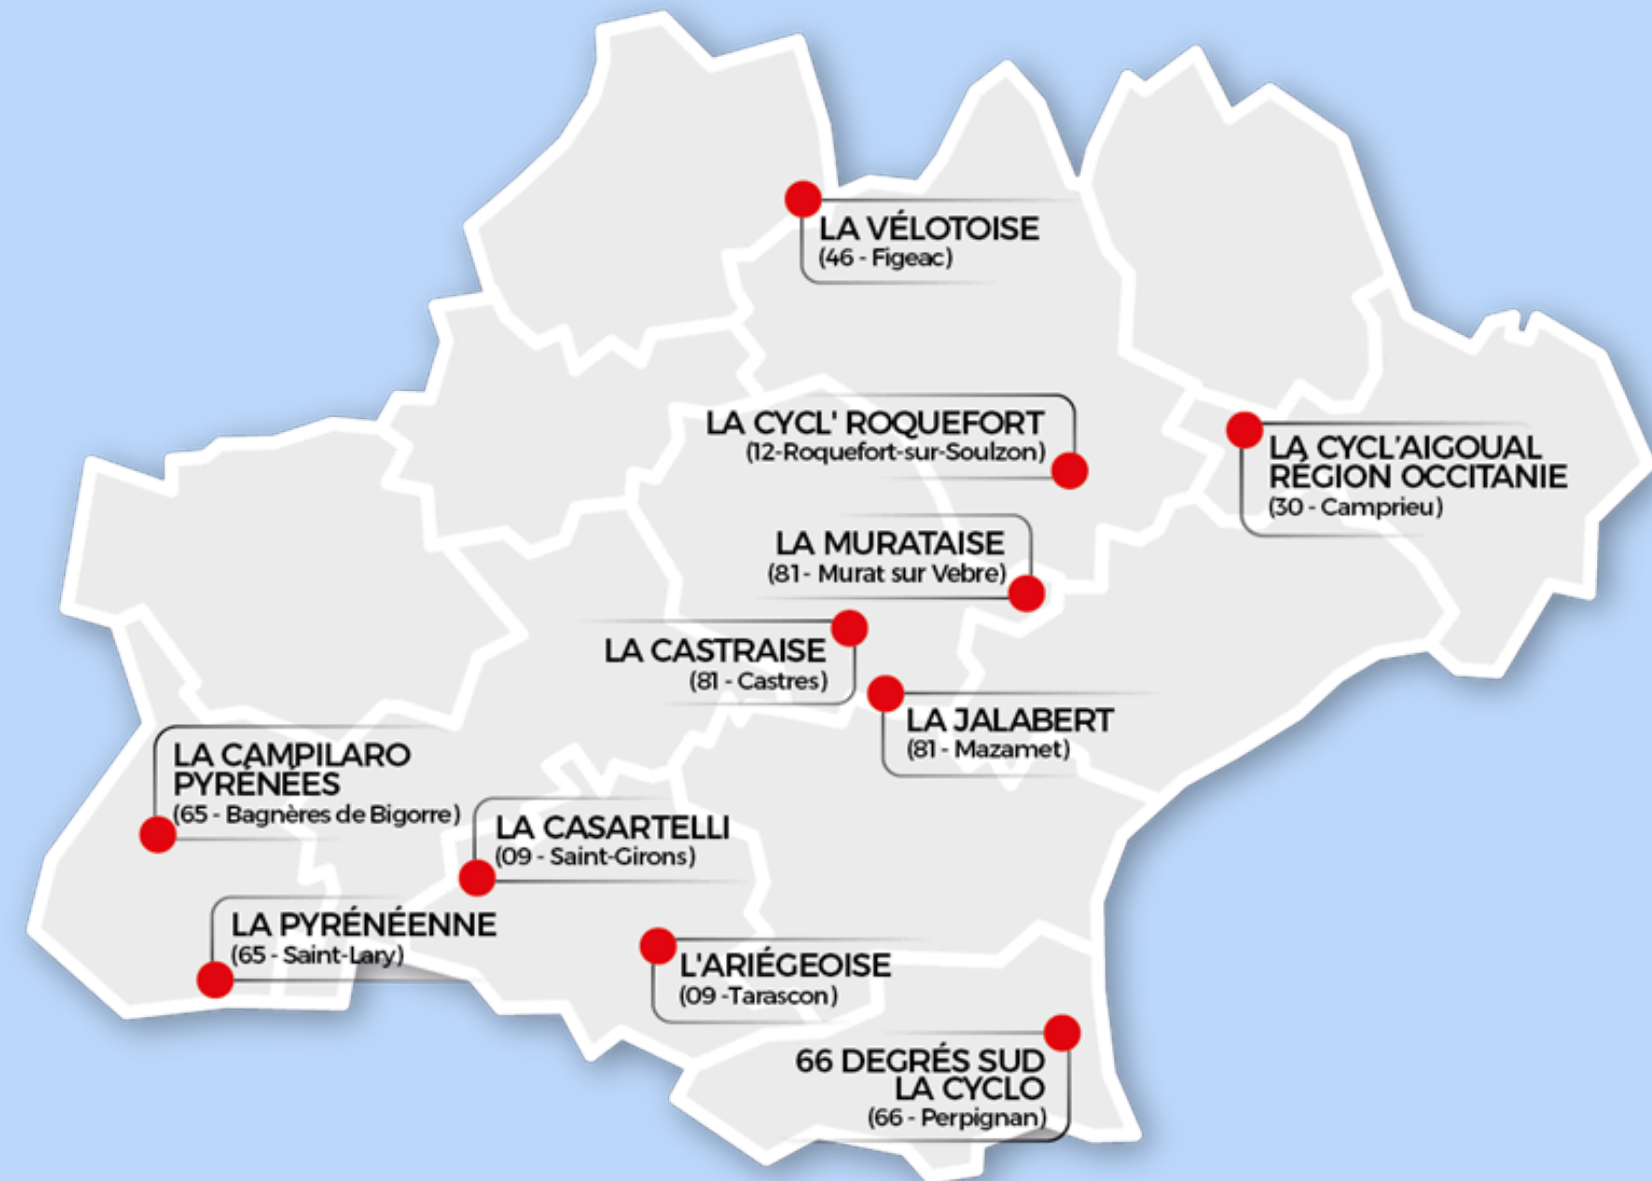 LA VÉLOTOISE
(46 - Figeac)
LA CYCL' ROQUEFORT
(12-Roquefort-sur-Soulzon)
LA CYCL'AIGOUAL
RÉGION OCCITANIE
(30 - Camprieu)
LA MURATAISE
(81- Murat sur Vebre)
LA CASTRAISE
(81 - Castres)
LA JALABERT
(81 - Mazamet)
LA CAMPILARO
PYRÉNÉES
(65 - Bagnères de Bigorre)
LA CASARTELLI
(09 - Saint-Girons)
LA PYRÉNÉENNE
(65 - Saint-Lary)
L'ARIÉGEOISE
(09 -Tarascon)
66 DEGRÉS SUD
LA CYCLO
(66 - Perpignan)